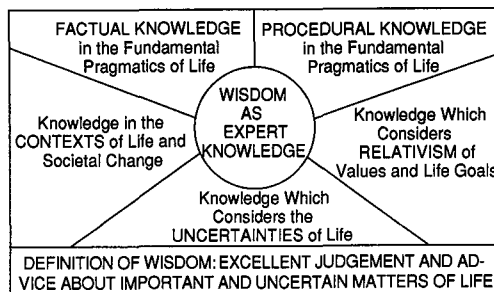 FACTUAL KNOWLEDGE
in the Fundamental
Pragmatics of Life
PROCEDURAL KNOWLEDGE
in the Fundamental
Pragmatics of Life
WISDOM
AS
EXPERT
KNOWLEDGE
Knowledge in the
CONTEXTS of Life and
Societal Change
Knowledge Which
Considers
RELATIVISM of
Values and Life Goals
Knowledge Which
Considers the
UNCERTAINTIES of Life
DEFINITION OF WISDOM: EXCELLENT JUDGEMENT AND AD-
VICE ABOUT IMPORTANT AND UNCERTAIN MATTERS OF LIFE